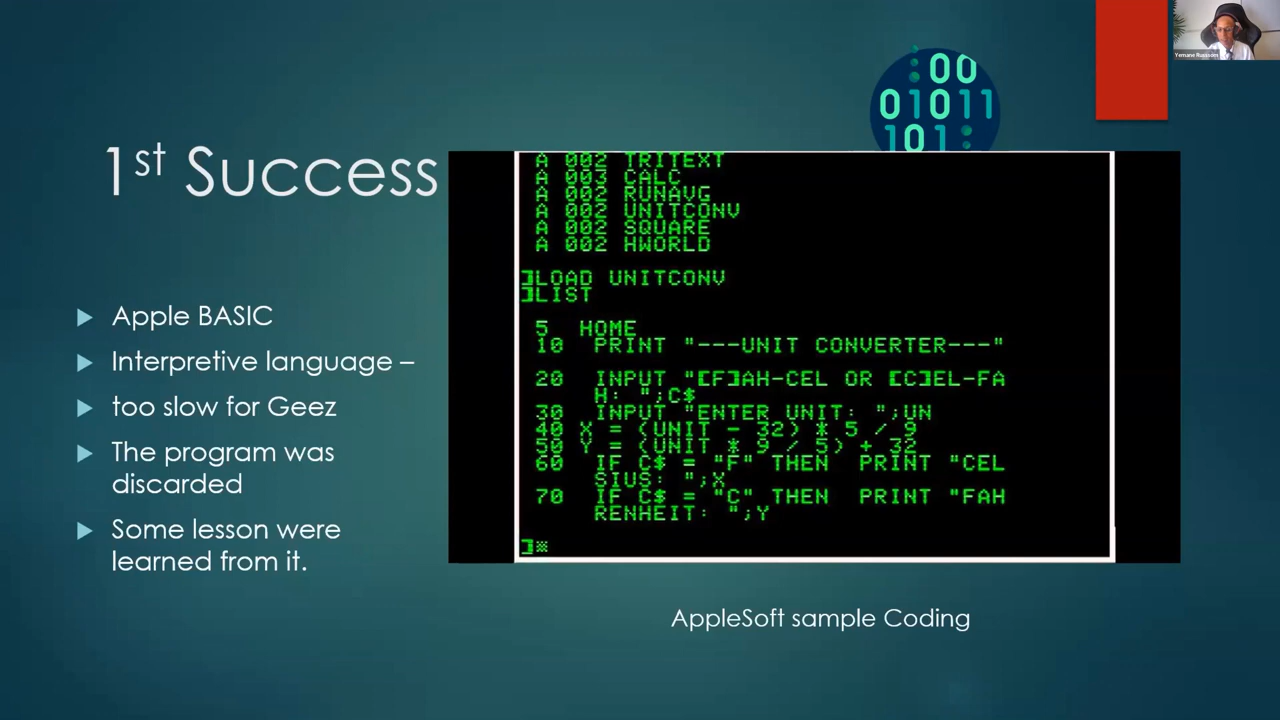 Yemane Russom
00
01011
101
1st Success
Apple BASIC
Interpretive language –
too slow for Geez
The program was
discarded
Some lesson were
learned from it.
A 002 TRITEXT
A 003 CALC
A 002 RUNAVG
A 002 UNITCONV
A 002 SQUARE
A 002 HWORLD
]LOAD UNITCONV
]LIST
5 HOME
10 PRINT "---UNIT CONVERTER---"
20 INPUT "[F]AH-CEL OR [C]EL-FA
H: ";C$
30 INPUT "ENTER UNIT: ";UN
40 X = (UNIT - 32) * 5 / 9
50 Y = (UNIT * 9 / 5) + 32
60 IF C$ = "F" THEN PRINT "CEL
SIUS: ";X
70 IF C$ = "C" THEN PRINT "FAH
RENHEIT: ";Y
]
AppleSoft sample Coding